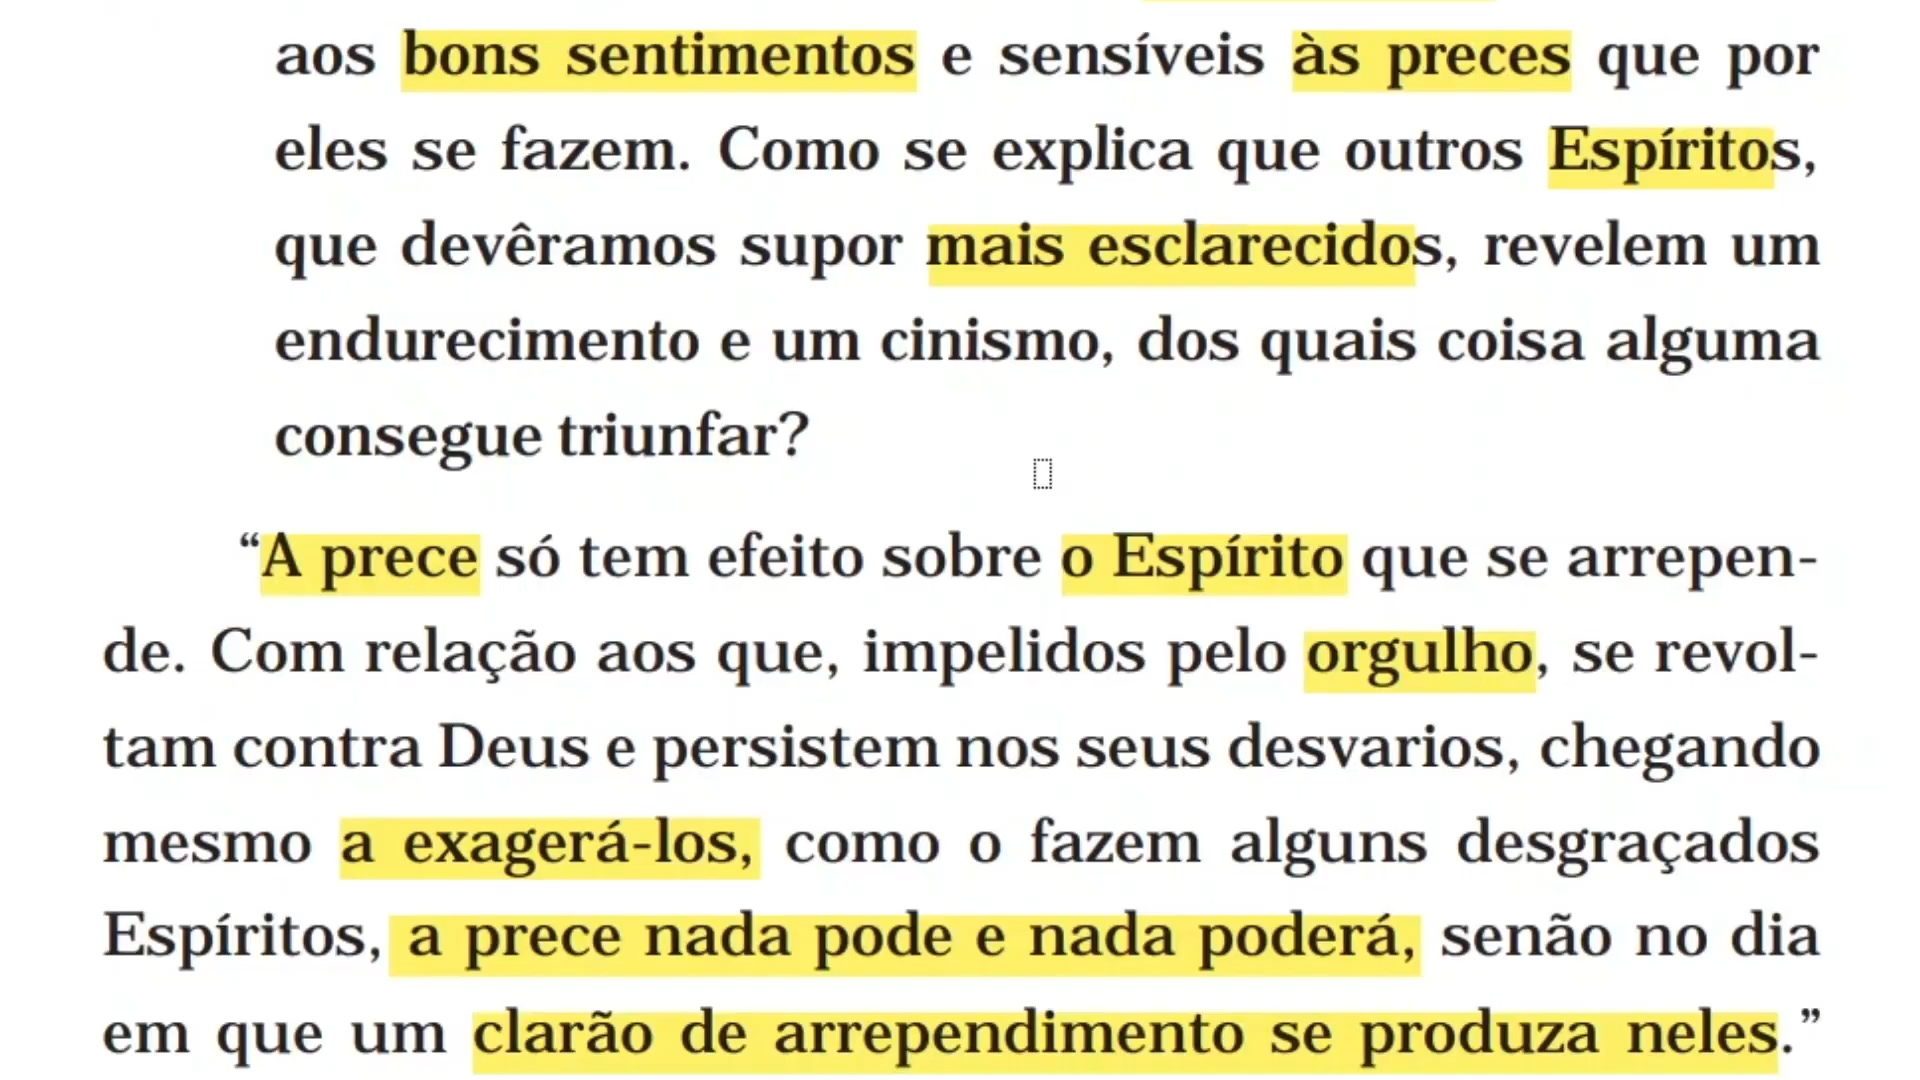 aos bons sentimentos e sensíveis às preces que por
eles se fazem. Como se explica que outros Espíritos,
que devêramos supor mais esclarecidos, revelem um
endurecimento e um cinismo, dos quais coisa alguma
consegue triunfar?
“A prece só tem efeito sobre o Espírito que se arrepen-
de. Com relação aos que, impelidos pelo orgulho, se revol-
tam contra Deus e persistem nos seus desvarios, chegando
mesmo a exagerá-los, como o fazem alguns desgraçados
Espíritos, a prece nada pode e nada poderá, senão no dia
em que um clarão de arrependimento se produza neles.”